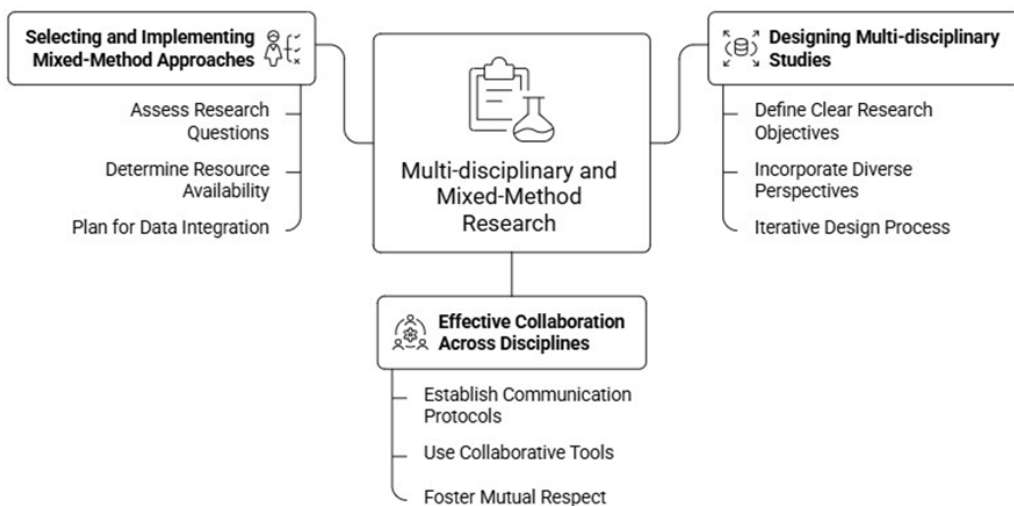 Selecting and Implementing
Mixed-Method Approaches
Assess Research
Questions
Determine Resource
Availability
Plan for Data Integration
Multi-disciplinary and
Mixed-Method
Research
Designing Multi-disciplinary
Studies
Define Clear Research
Objectives
Incorporate Diverse
Perspectives
Iterative Design Process
Effective Collaboration
Across Disciplines
Establish Communication
Protocols
Use Collaborative Tools
Foster Mutual Respect